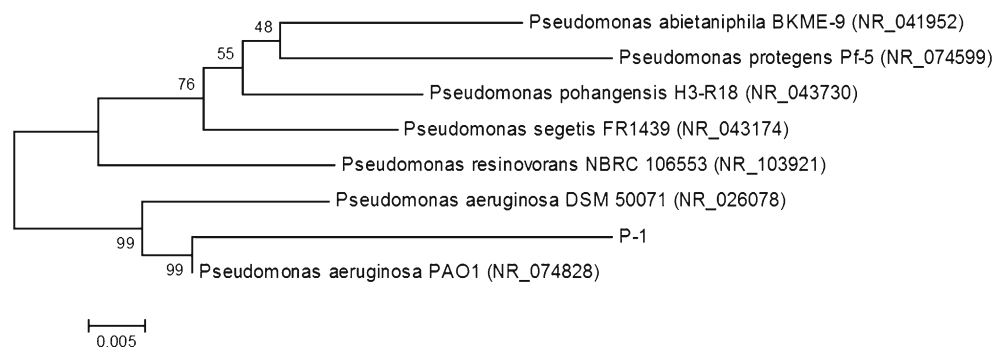 Pseudomonas abietaniphila BKME-9 (NR_041952)
48
Pseudomonas protegens Pf-5 (NR_074599)
55
Pseudomonas pohangensis H3-R18 (NR_043730)
76
Pseudomonas segetis FR1439 (NR_043174)
Pseudomonas resinovorans NBRC 106553 (NR_103921)
Pseudomonas aeruginosa DSM 50071 (NR_026078)
99
P-1
99
Pseudomonas aeruginosa PAO1 (NR_074828)
0.005